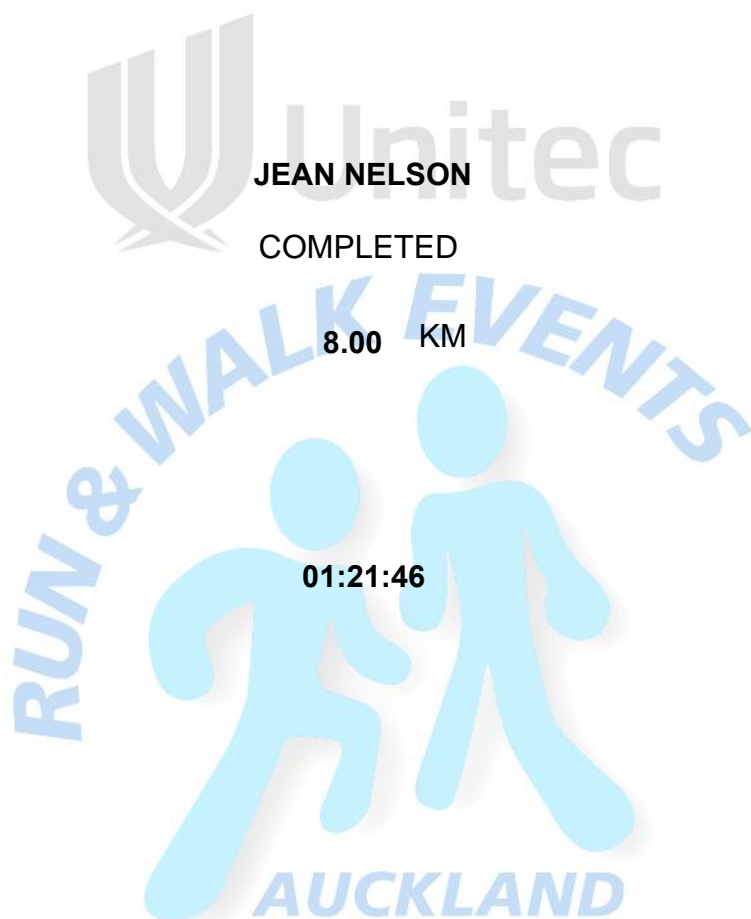 Unitec
JEAN NELSON
COMPLETED
RUN & WALK EVENTS
8.00 KM
01:21:46
AUCKLAND